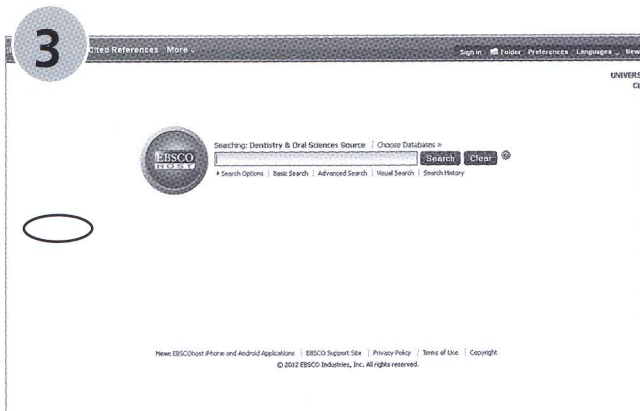 3
Cited References More
Sign In Folder Preferences Languages New
UNIVERS
CL
EBSCO
HOST
Searching: Dentistry & Oral Sciences Source Choose Databases »
Search Clear ?
Search Options Basic Search Advanced Search Visual Search Search History
New: EBSCOhost iPhone and Android Applications EBSCO Support Site Privacy Policy Terms of Use Copyright
© 2012 EBSCO Industries, Inc. All rights reserved.